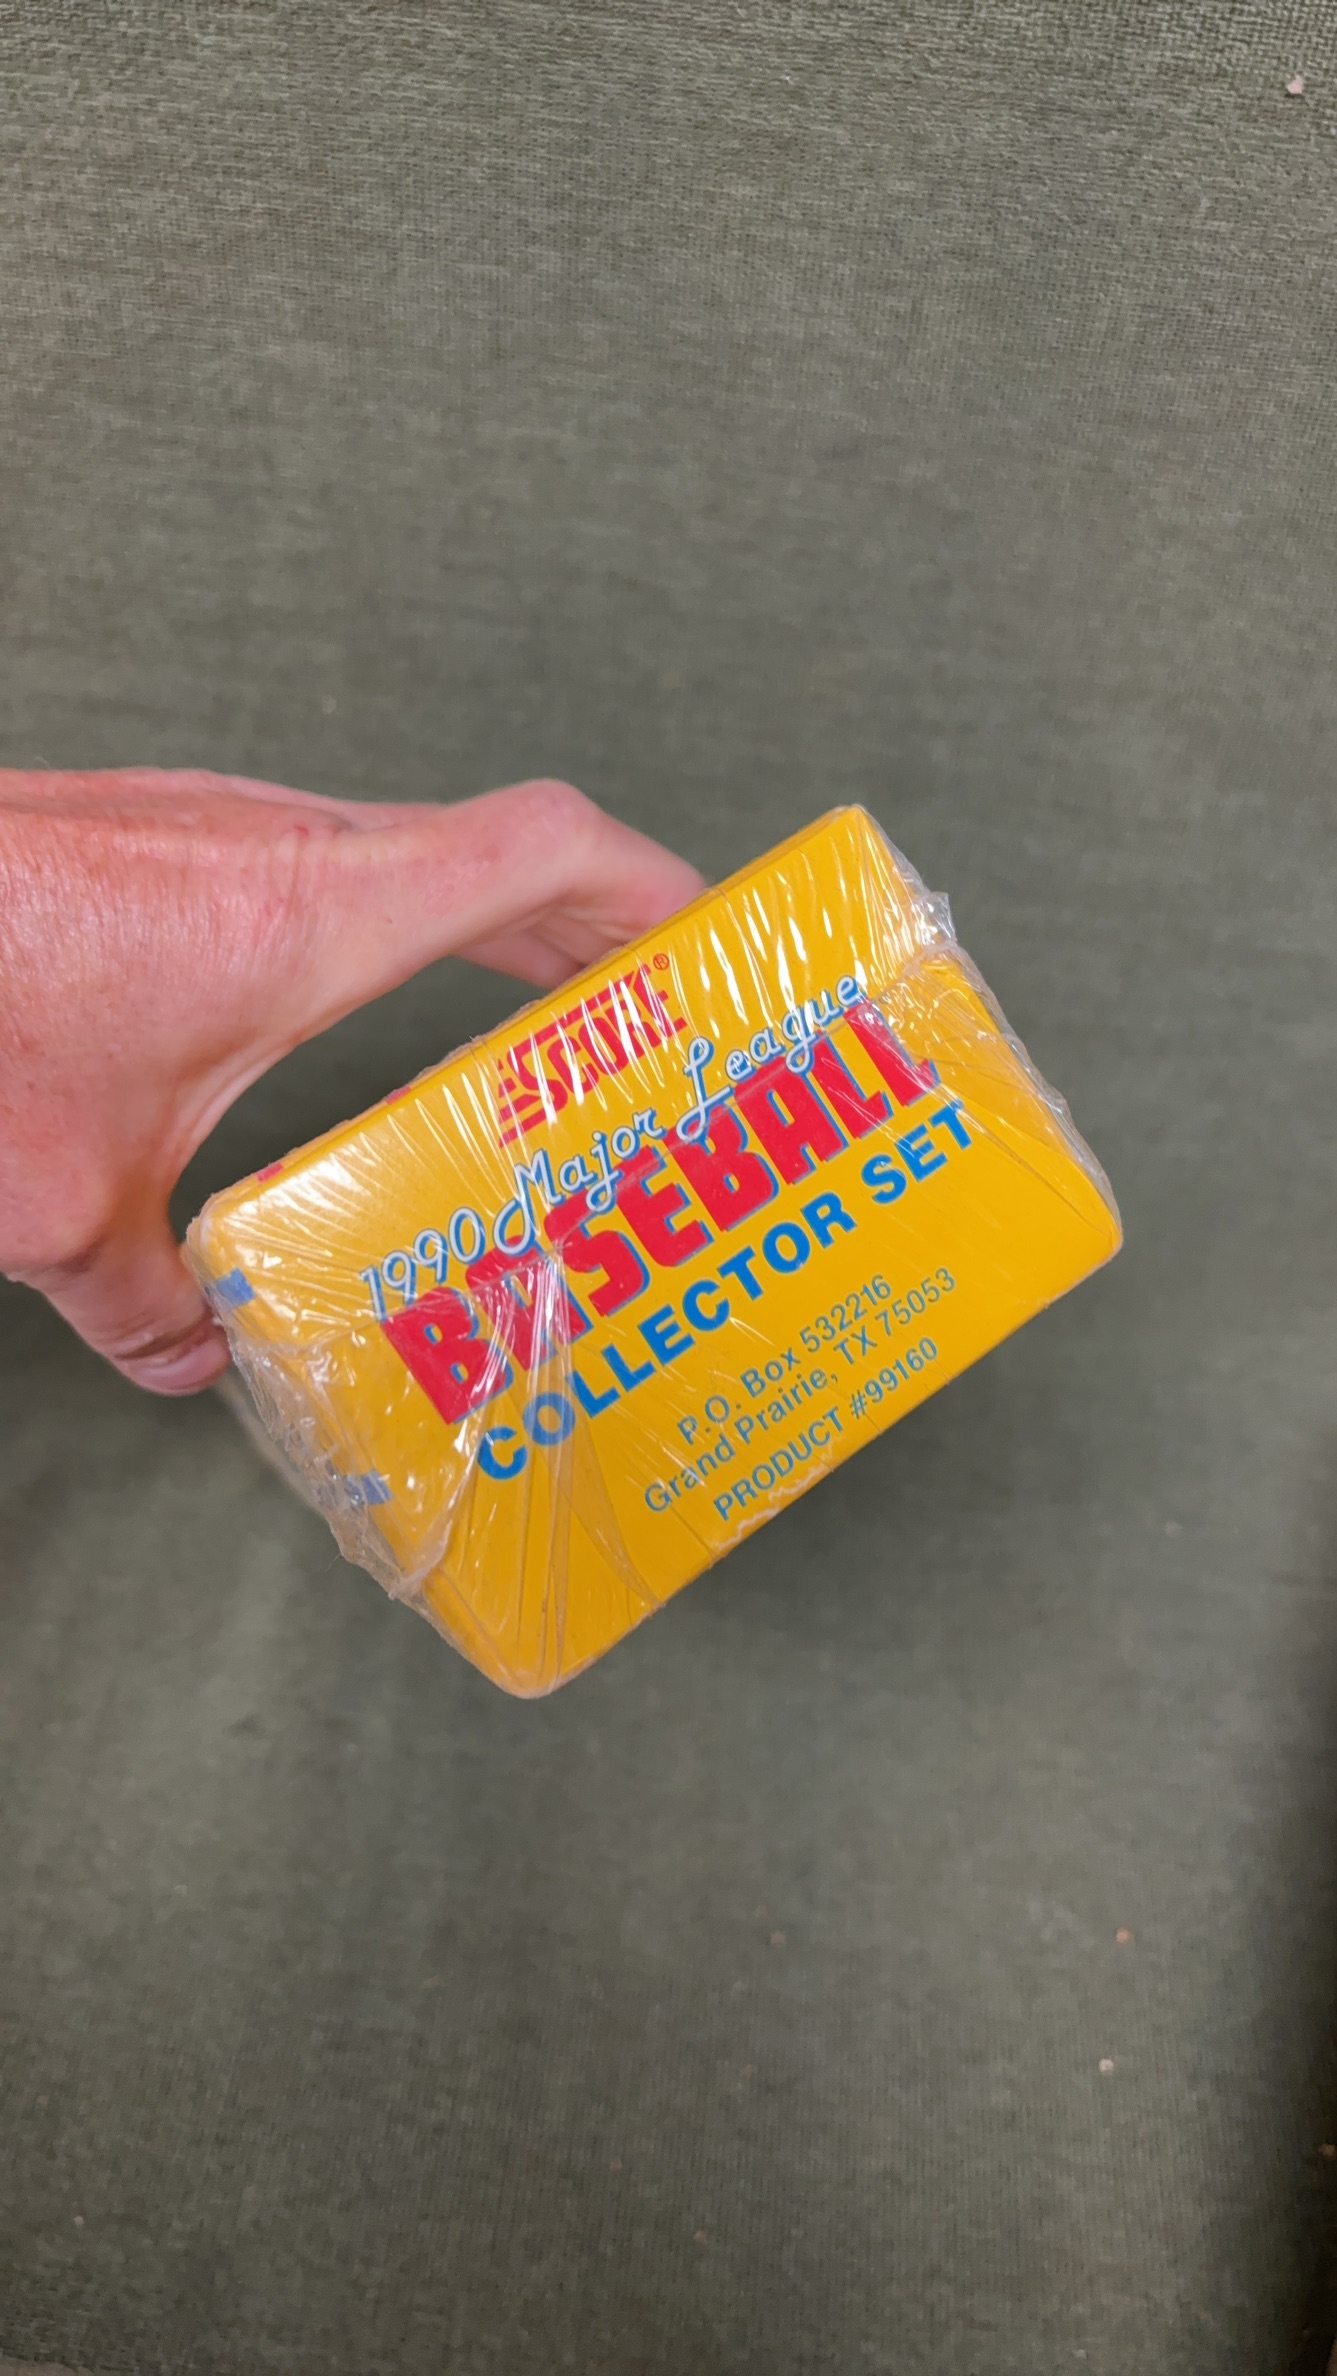 SCORE®
1990 Major League
BASEBALL
COLLECTOR SET
P.O. Box 532216
Grand Prairie, TX 75053
PRODUCT #99160